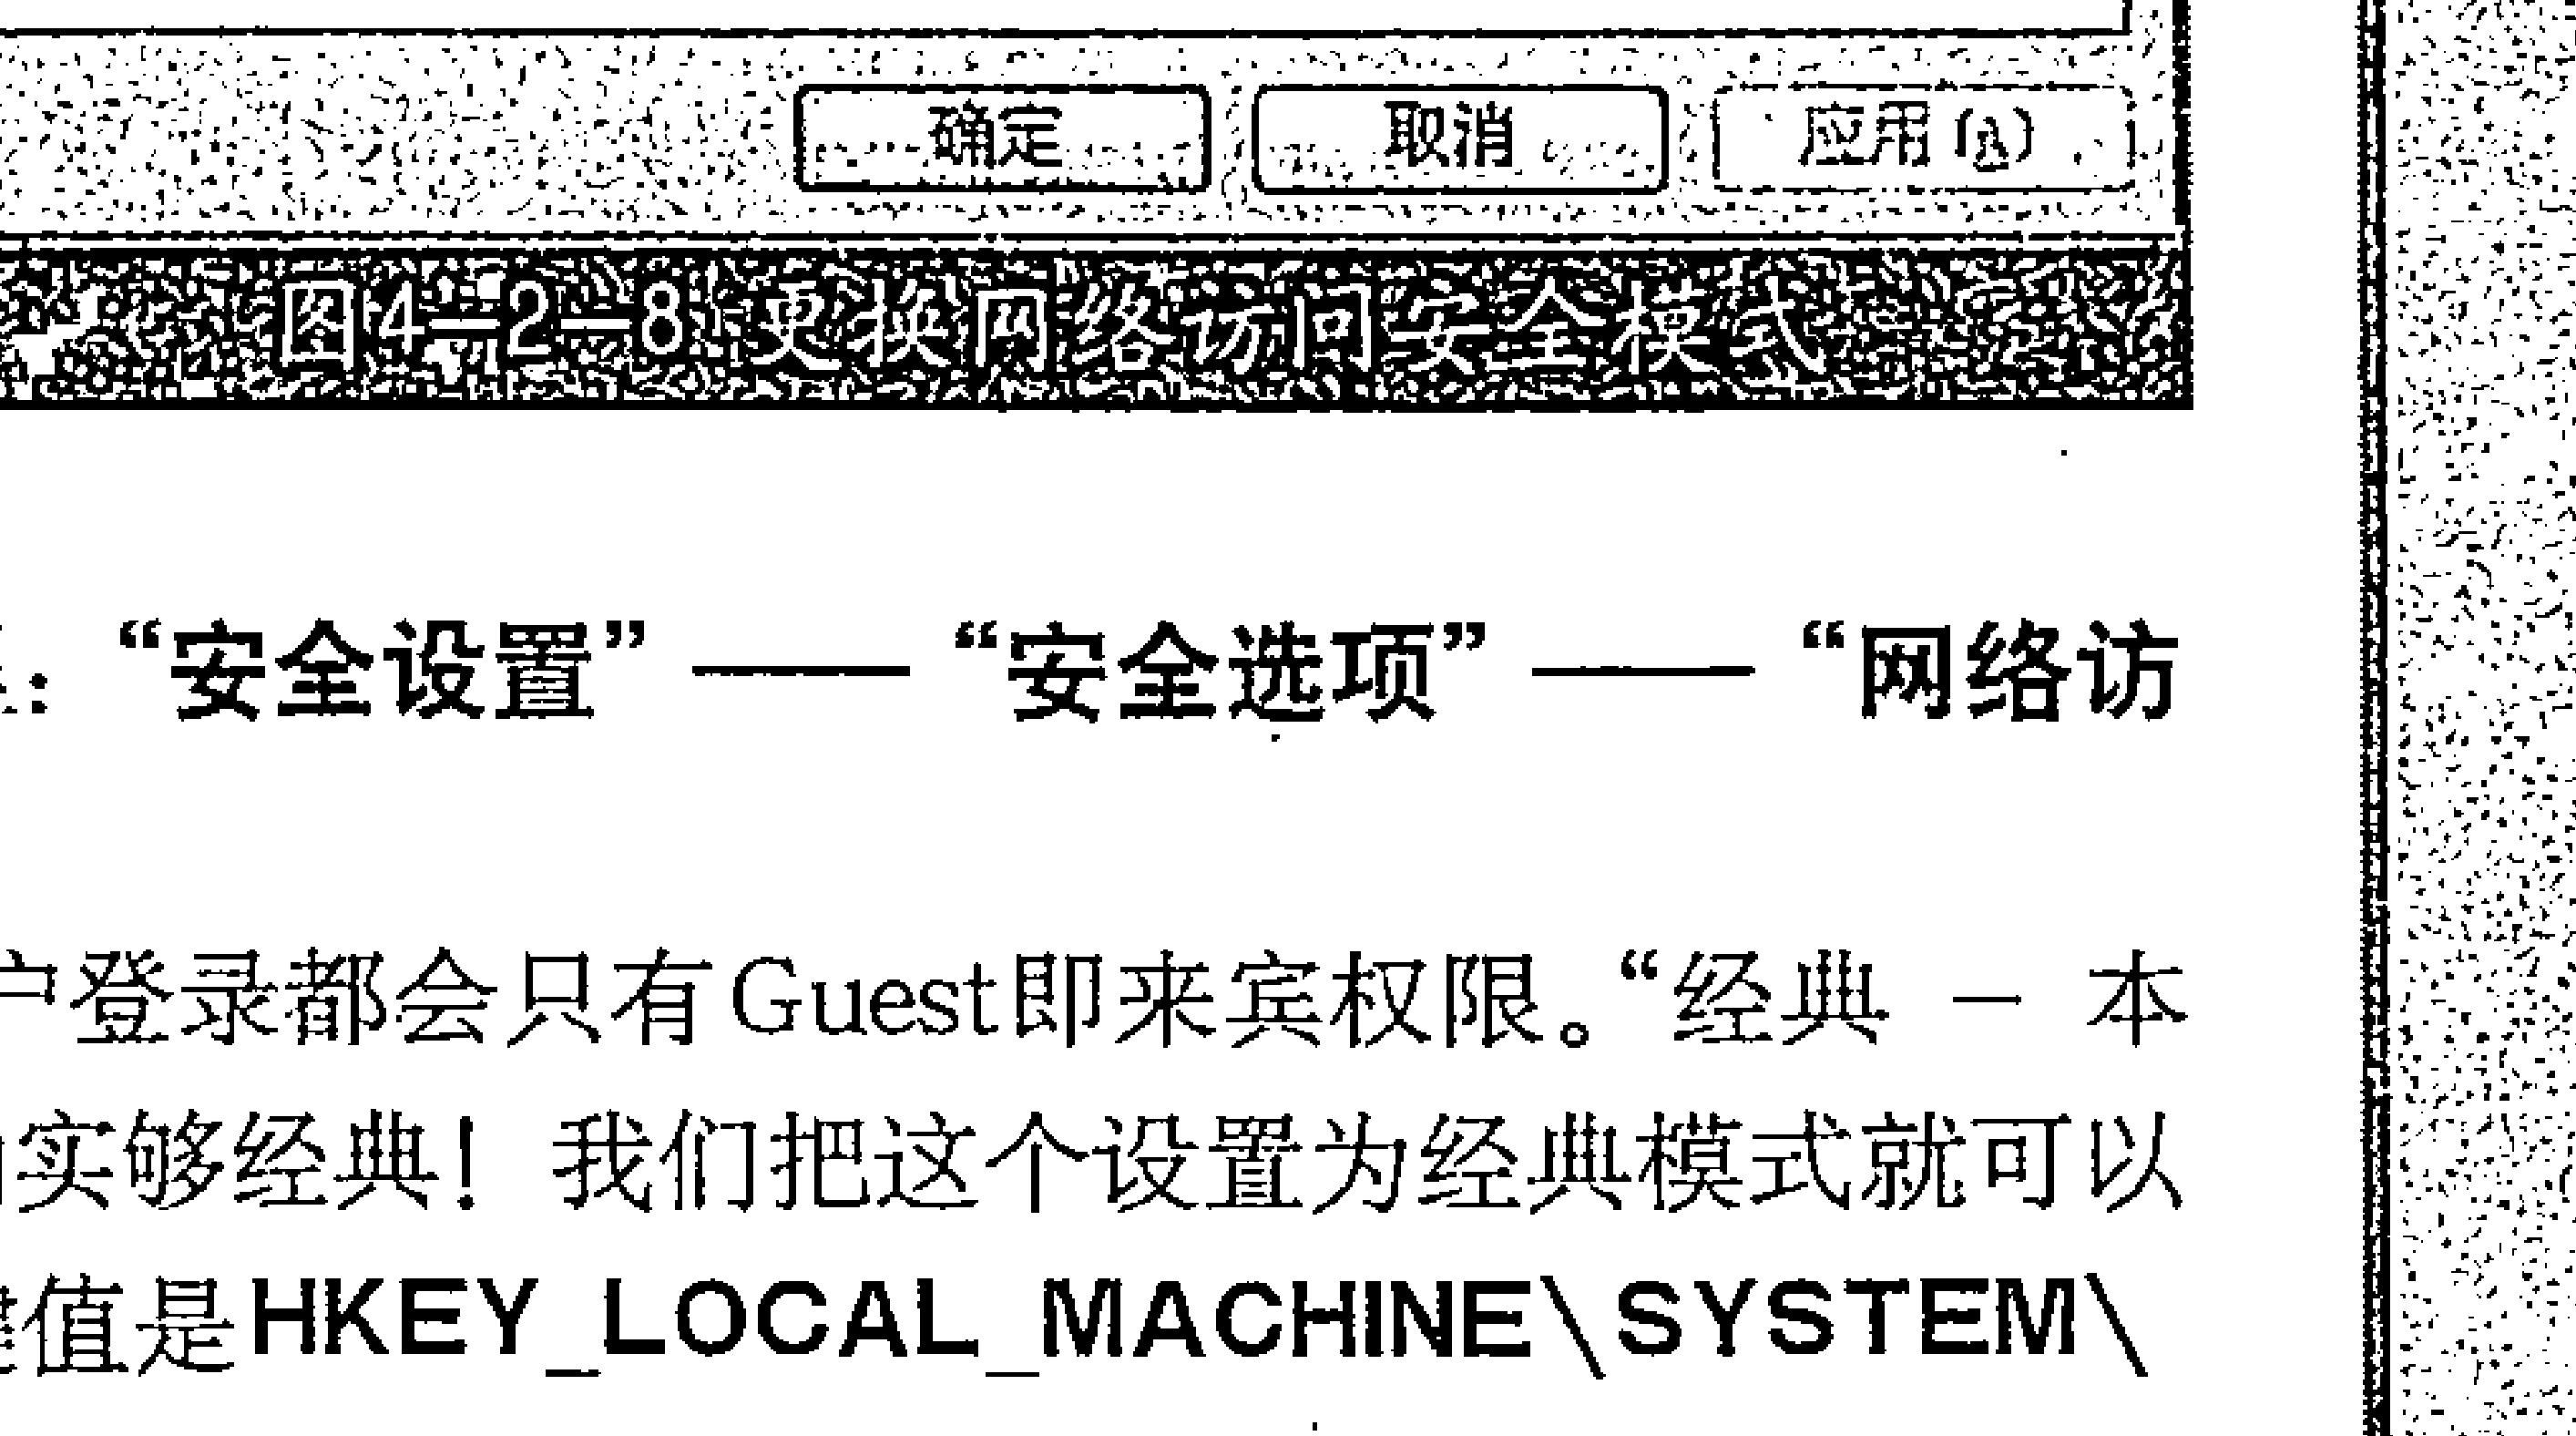 确定 取消 应用(A)
图4—2—8 更换网络访问安全模式
：“安全设置”——“安全选项”——“网络访
户登录都会只有Guest即来宾权限。“经典 － 本
实够经典！我们把这个设置为经典模式就可以
值是HKEY_LOCAL_MACHINE\SYSTEM\